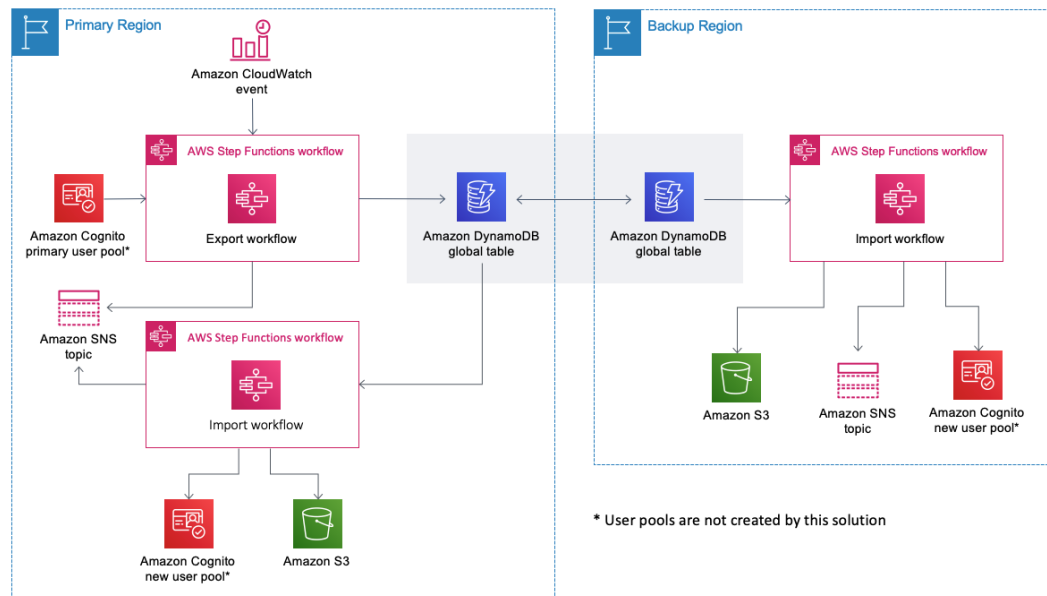 Primary Region
Amazon CloudWatch
event
AWS Step Functions workflow
Export workflow
Amazon Cognito
primary user pool*
Amazon DynamoDB
global table
Amazon SNS
topic
AWS Step Functions workflow
Import workflow
Amazon Cognito
new user pool*
Amazon S3
Backup Region
Amazon DynamoDB
global table
AWS Step Functions workflow
Import workflow
Amazon S3
Amazon SNS
topic
Amazon Cognito
new user pool*
* User pools are not created by this solution